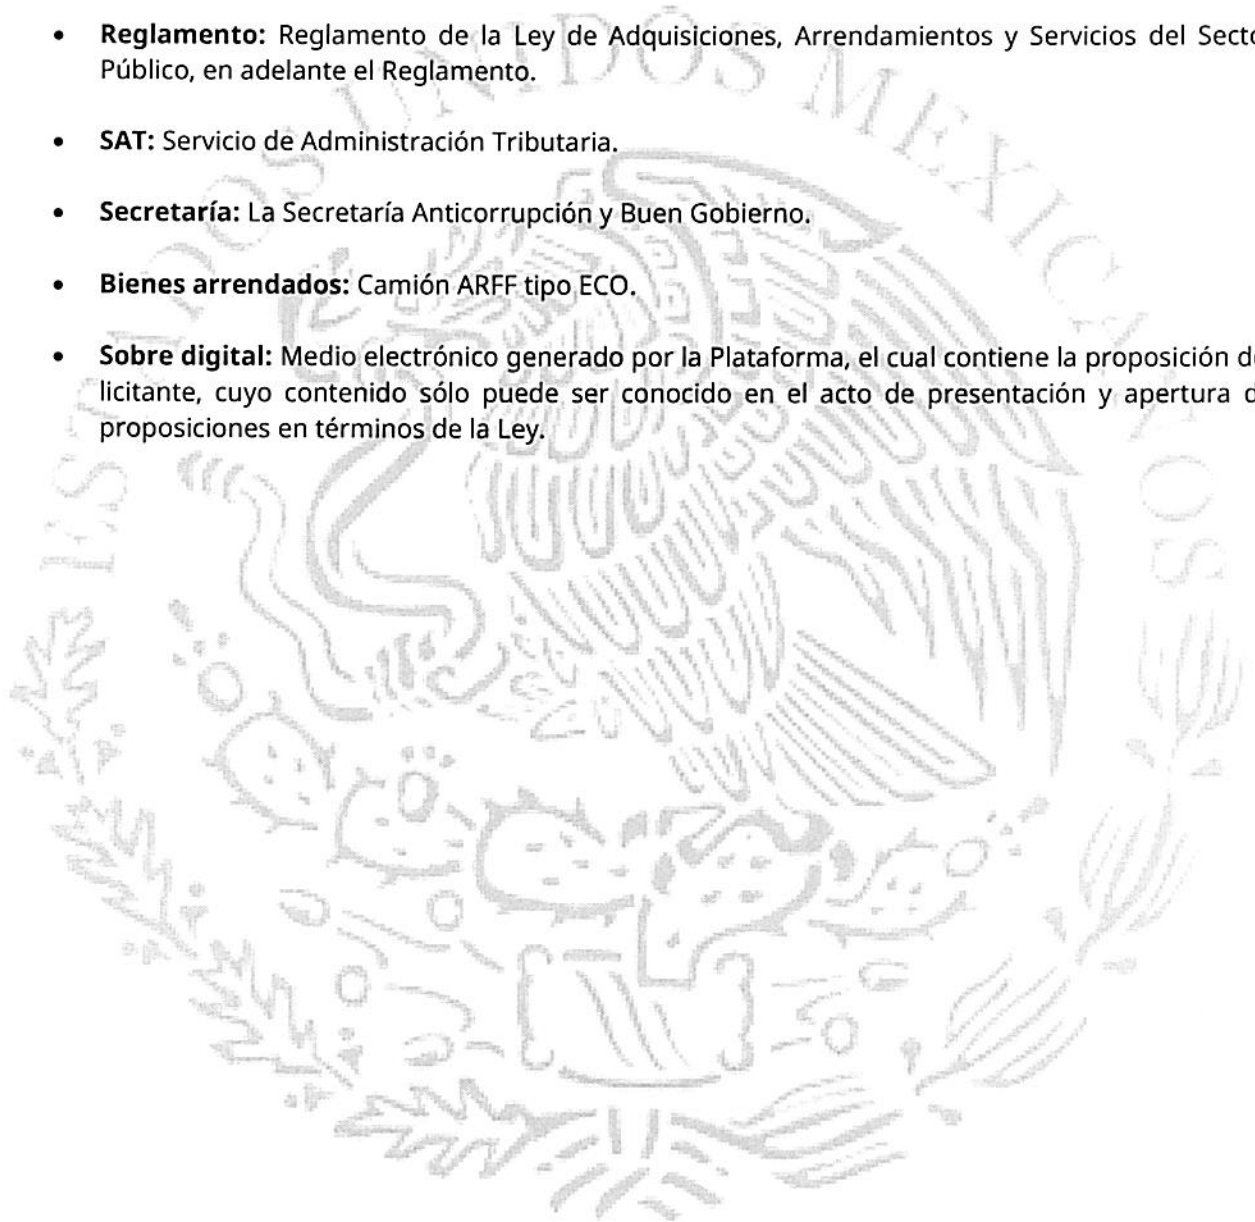 • Reglamento: Reglamento de la Ley de Adquisiciones, Arrendamientos y Servicios del Secto
Público, en adelante el Reglamento.
• SAT: Servicio de Administración Tributaria.
• Secretaría: La Secretaría Anticorrupción y Buen Gobierno.
• Bienes arrendados: Camión ARFF tipo ECO.
• Sobre digital: Medio electrónico generado por la Plataforma, el cual contiene la proposición d
licitante, cuyo contenido sólo puede ser conocido en el acto de presentación y apertura d
proposiciones en términos de la Ley.
ESTADOS UNIDOS MEXICANOS